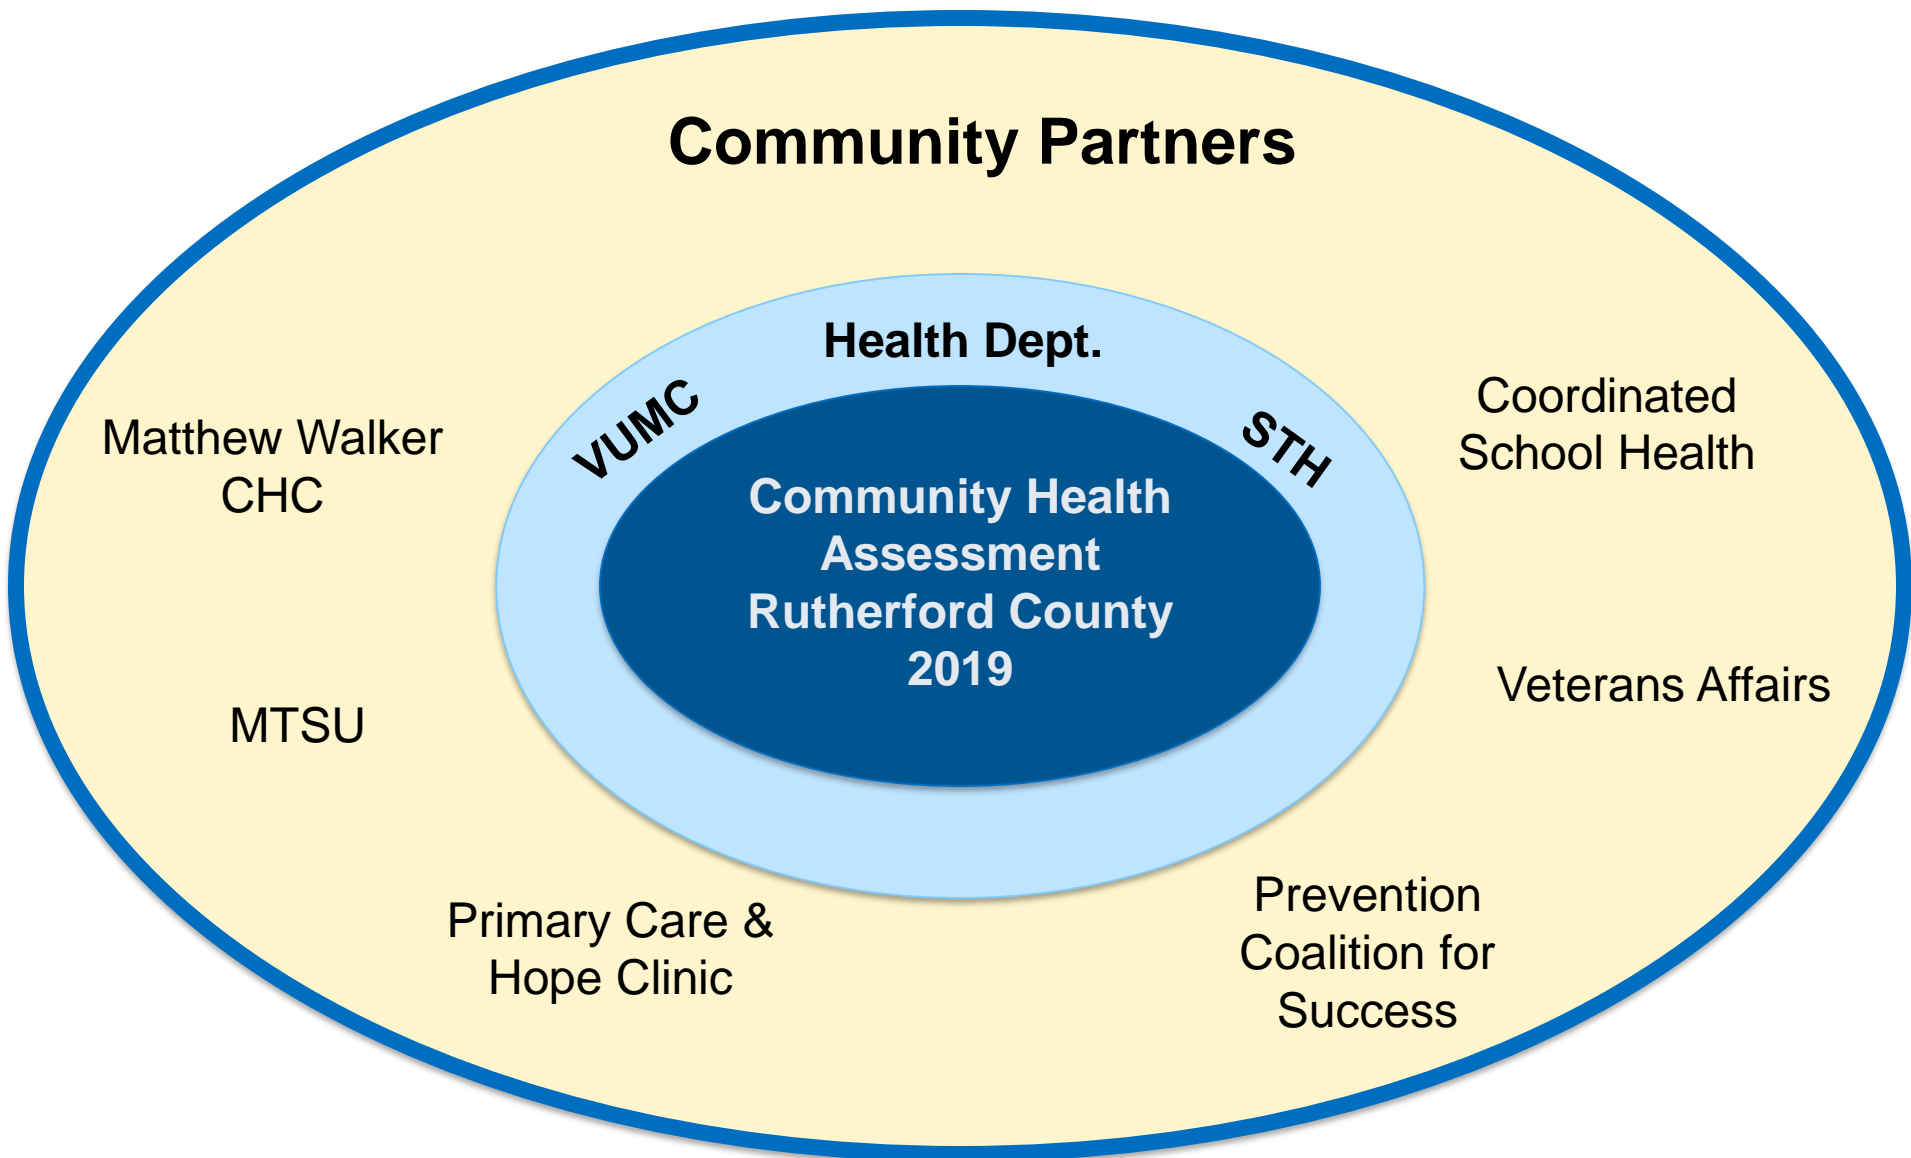 Community Partners
Health Dept.
VUMC
STH
Community Health
Assessment
Rutherford County
2019
Matthew Walker
CHC
Coordinated
School Health
MTSU
Veterans Affairs
Primary Care &
Hope Clinic
Prevention
Coalition for
Success